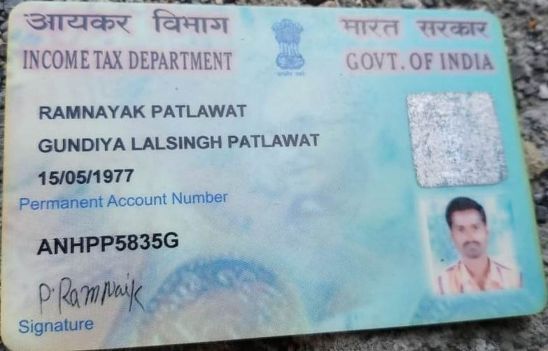 आयकर विभाग
भारत सरकार
INCOME TAX DEPARTMENT
GOVT. OF INDIA
RAMNAYAK PATLAWAT
GUNDIYA LALSINGH PATLAWAT
15/05/1977
Permanent Account Number
ANHPP5835G
P. Ramnaik
Signature